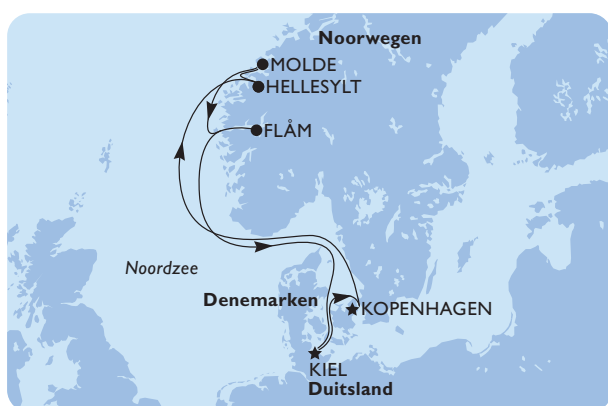 Noorwegen
MOLDE
HELLESYLT
FLÅM
Noordzee
Denemarken
KOPENHAGEN
KIEL
Duitsland